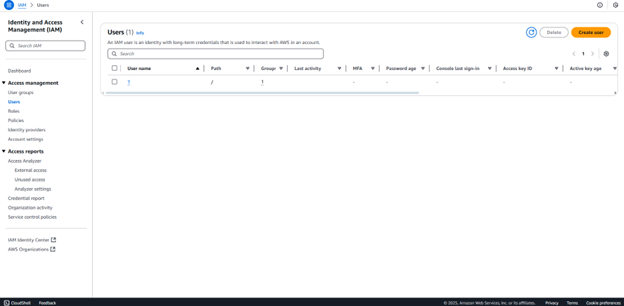 IAM > Users
Identity and Access Management (IAM)
Search IAM
Dashboard
Access management
User groups
Users
Roles
Policies
Identity providers
Account settings
Access reports
Access Analyzer
External access
Unused access
Analyzer settings
Credential report
Organization activity
Service control policies
IAM Identity Center
AWS Organizations
Users (1) Info
An IAM user is an identity with long-term credentials that is used to interact with AWS in an account.
Delete
Create user
Search
1
User name Path Group Last activity MFA Password age Console last sign-in Access key ID Active key age
/ 1 - - - - -
CloudShell Feedback © 2025, Amazon Web Services, Inc. or its affiliates. Privacy Terms Cookie preferences